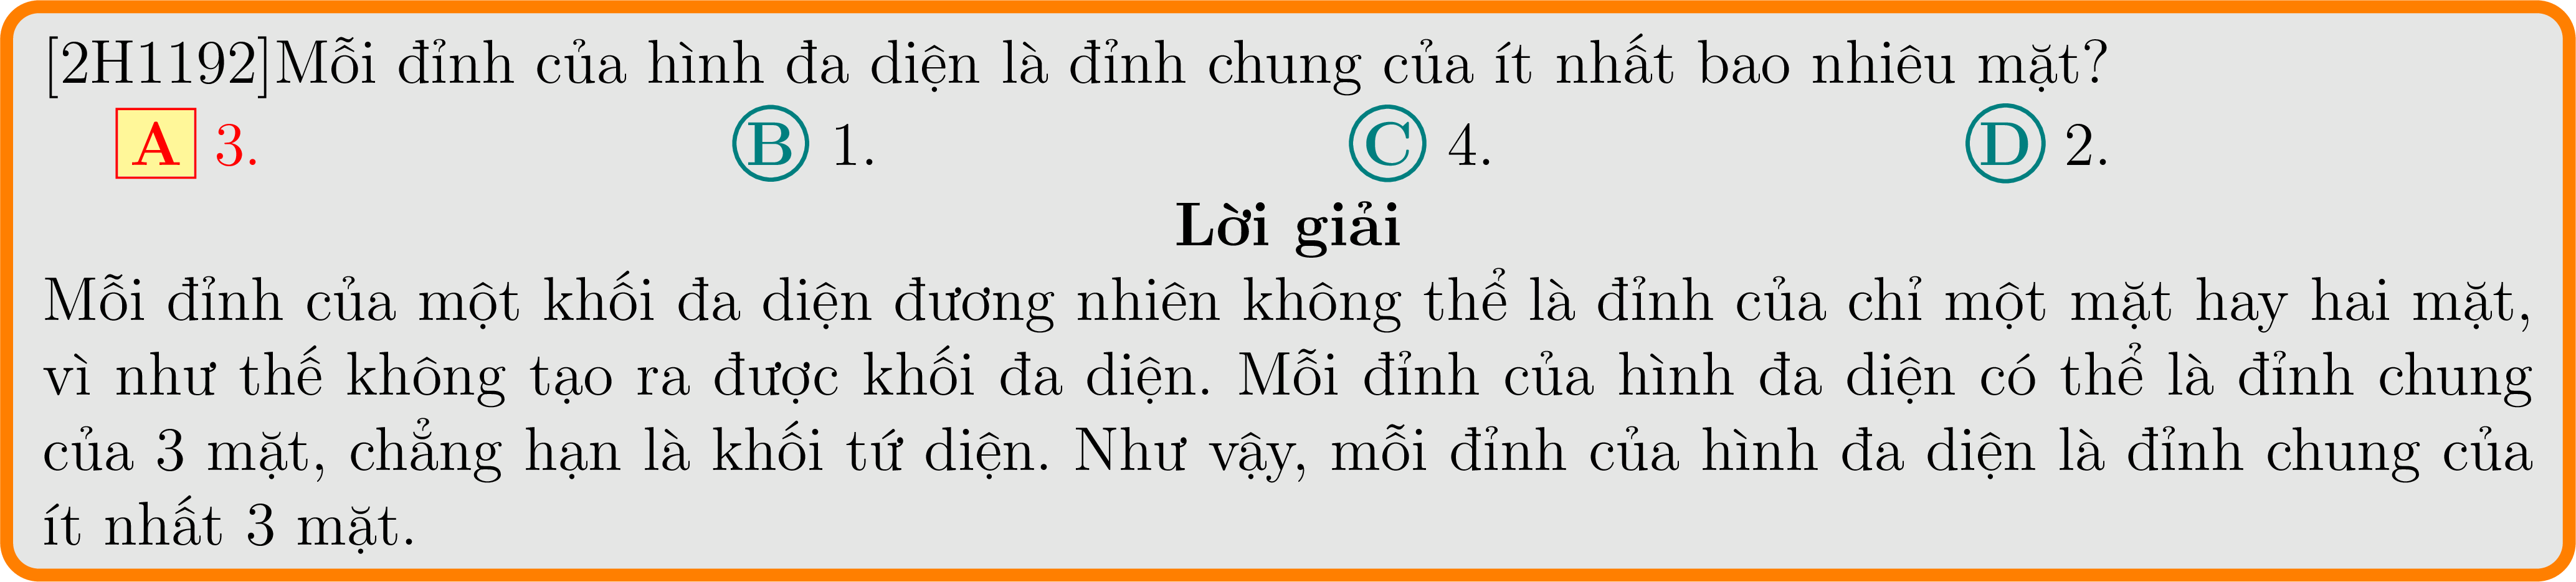 [2H1192]Mỗi đỉnh của hình đa diện là đỉnh chung của ít nhất bao nhiêu mặt?
A 3. B 1. C 4. D 2.
Lời giải
Mỗi đỉnh của một khối đa diện đương nhiên không thể là đỉnh của chỉ một mặt hay hai mặt,
vì như thế không tạo ra được khối đa diện. Mỗi đỉnh của hình đa diện có thể là đỉnh chung
của 3 mặt, chẳng hạn là khối tứ diện. Như vậy, mỗi đỉnh của hình đa diện là đỉnh chung của
ít nhất 3 mặt.